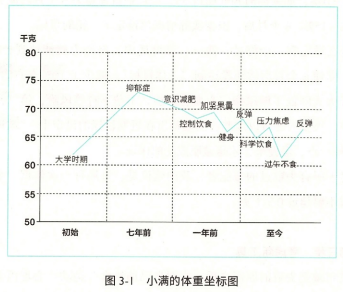 千克
80
75
70
65
60
55
50
抑郁症
意识减肥
加坚果量
控制饮食
反弹
健身
压力焦虑
反弹
科学饮食
过午不食
大学时期
初始
七年前
一年前
至今
图 3-1 小满的体重坐标图